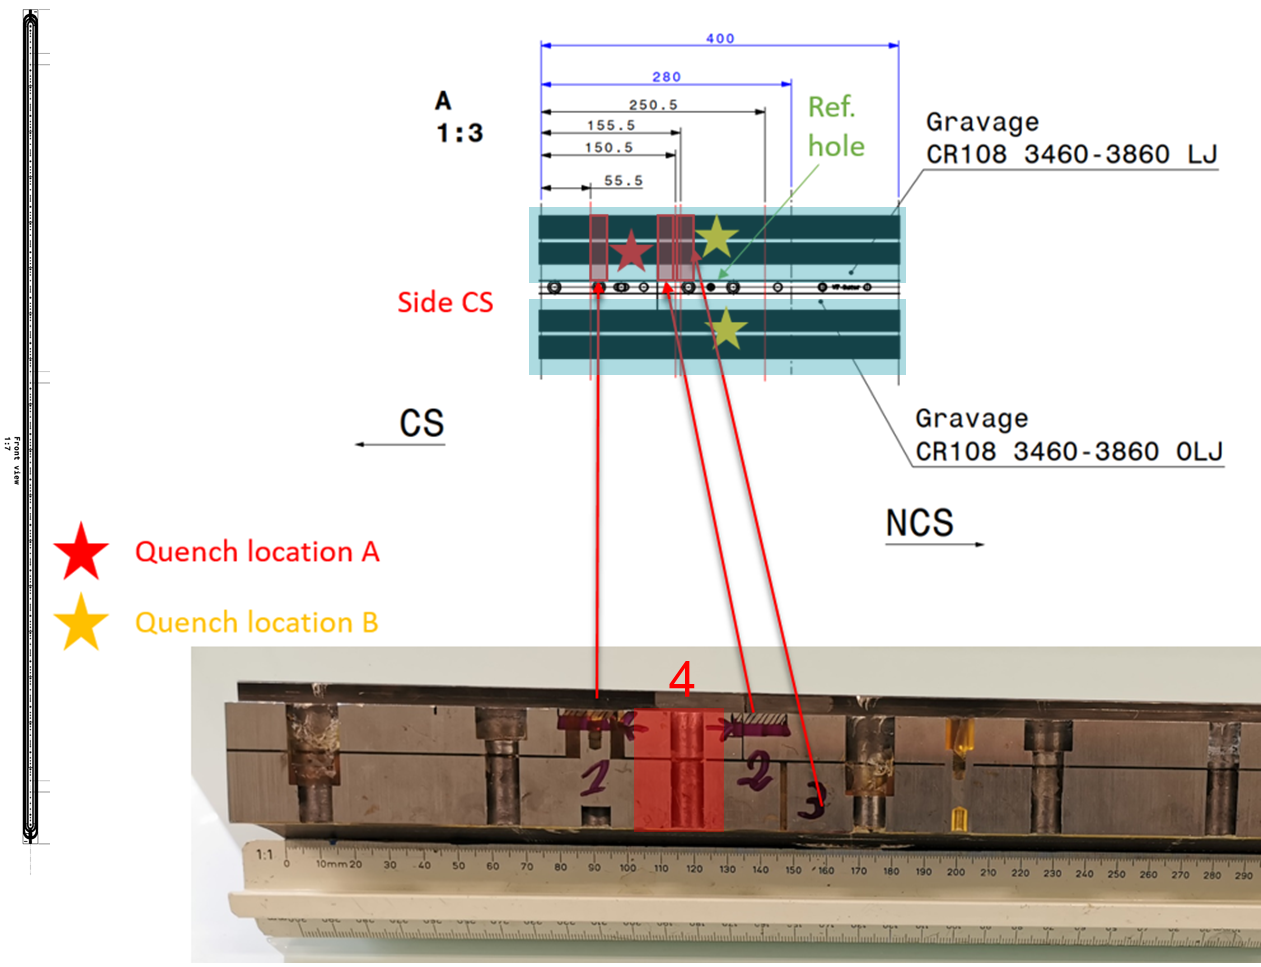 400
280
250.5
155.5
150.5
55.5
A
1:3
Ref.
hole
Gravage
CR108 3460-3860 LJ
Side CS
CS
Gravage
CR108 3460-3860 OLJ
NCS
Front view
1:7
Quench location A
Quench location B
4
1
2
3
1:1
0 10mm 20 30 40 50 60 70 80 90 100 110 120 130 140 150 160 170 180 190 200 210 220 230 240 250 260 270 280 290